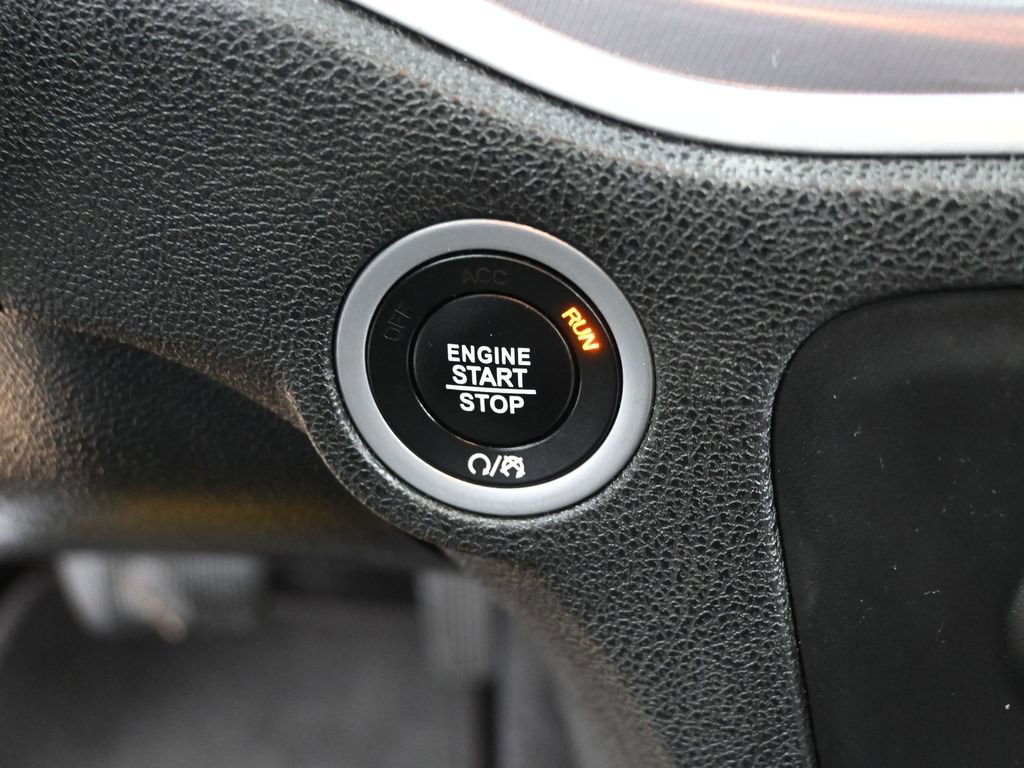 ACC
OFF
RUN
ENGINE
START
STOP